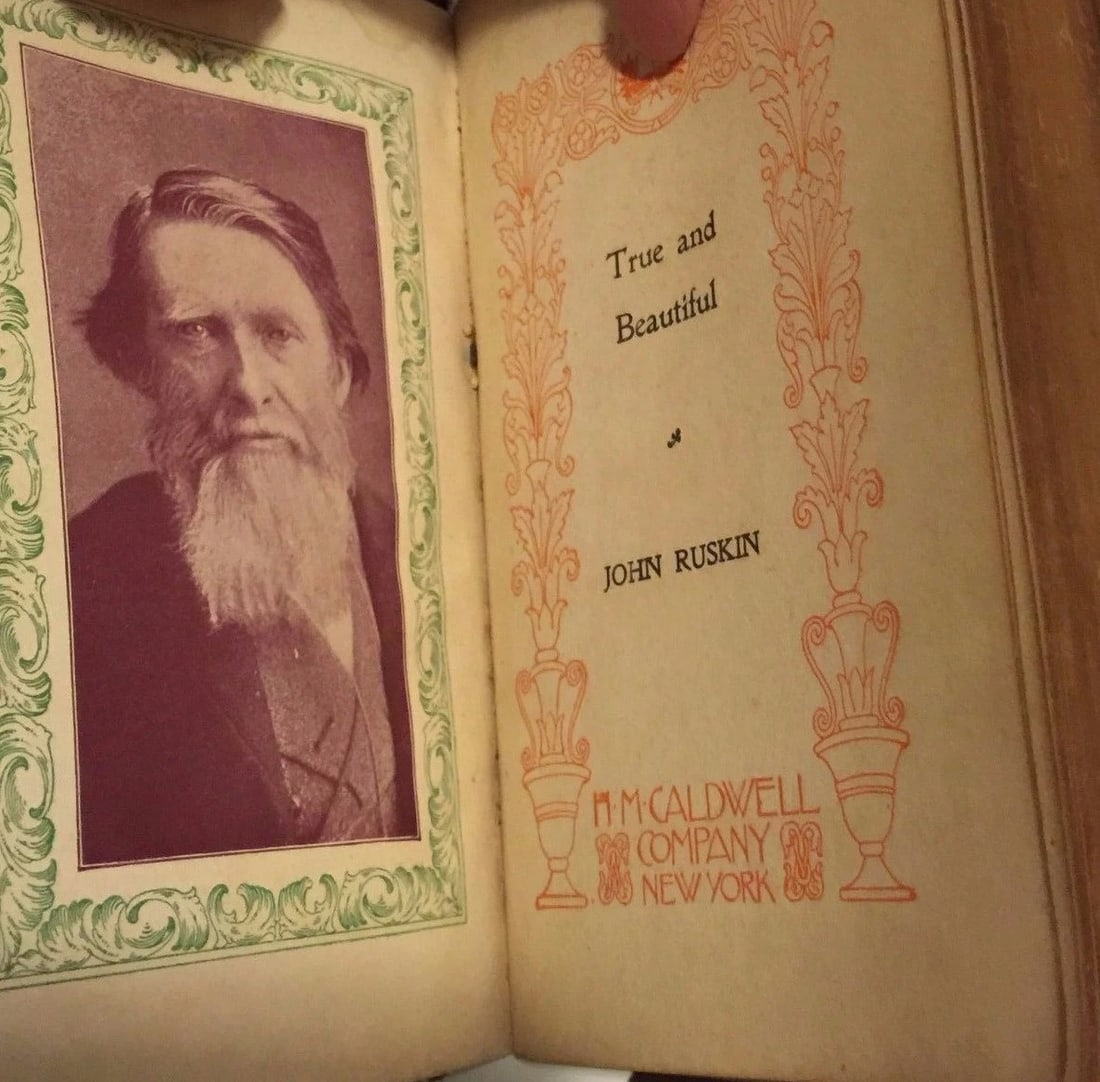 True and
Beautiful
JOHN RUSKIN
H·M·CALDWELL
COMPANY
NEW YORK